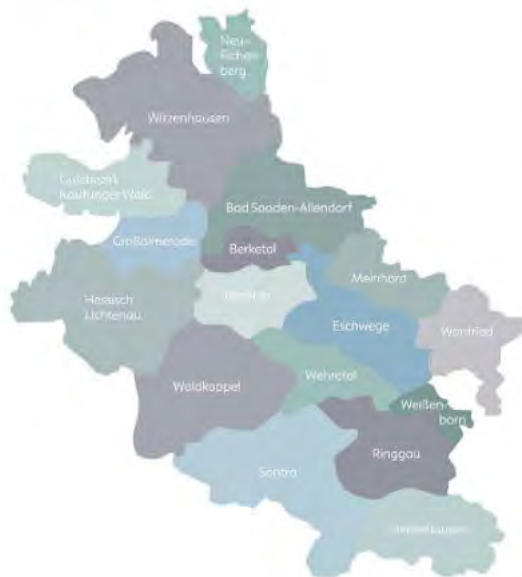 Neu-
Eichen-
berg
Witzenhausen
Gutsbezirk
Kaufunger Wald
Bad Sooden-Allendorf
Großalmerode
Berkatal
Meinhard
Hessisch
Lichtenau
Eschwege
Wanfried
Waldkappel
Wehretal
Weißen-
born
Ringgau
Sontra